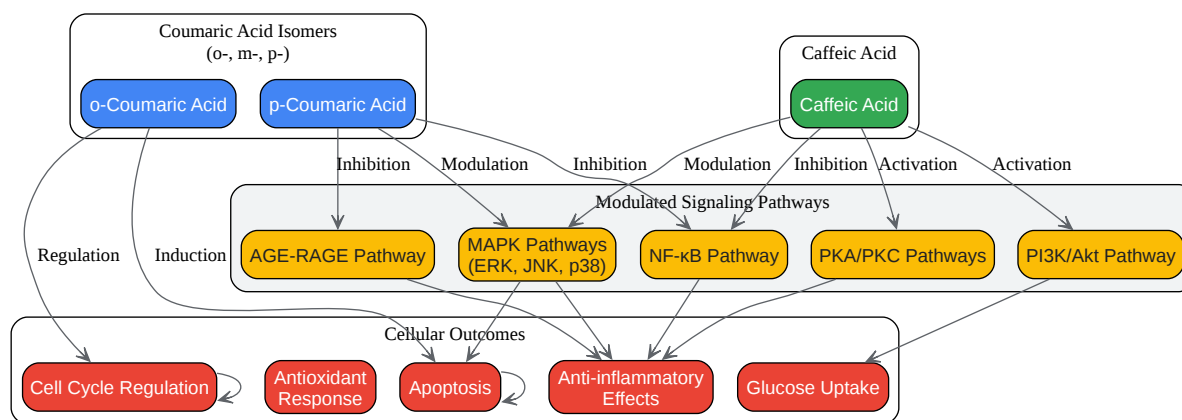 Coumaric Acid Isomers
(o-, m-, p-)
Caffeic Acid
o-Coumaric Acid
p-Coumaric Acid
Caffeic Acid
Inhibition
Modulation
Inhibition
Modulation
Inhibition
Activation
Activation
Modulated Signaling Pathways
Regulation
Induction
AGE-RAGE Pathway
MAPK Pathways
(ERK, JNK, p38)
NF-κB Pathway
PKA/PKC Pathways
PI3K/Akt Pathway
Cellular Outcomes
Cell Cycle Regulation
Antioxidant
Response
Apoptosis
Anti-inflammatory
Effects
Glucose Uptake